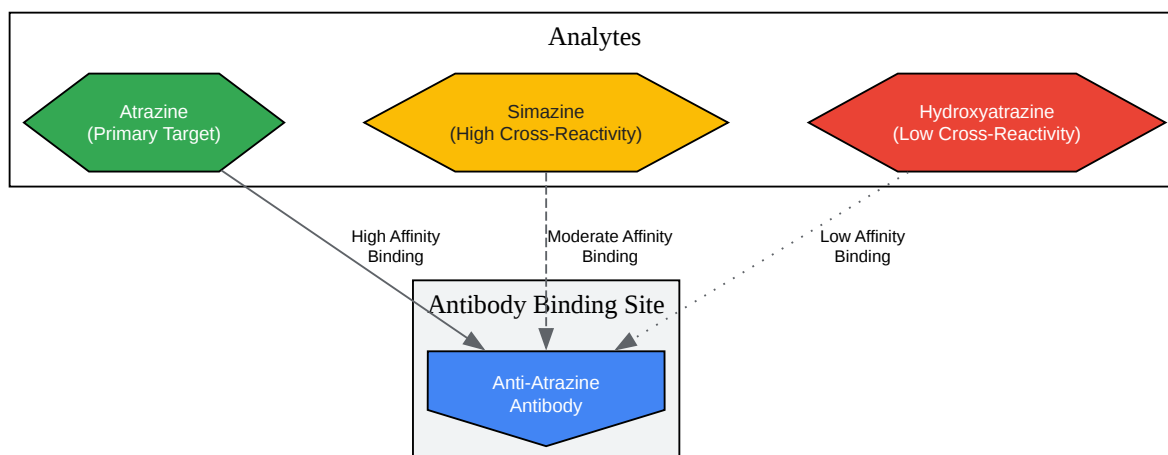 Analytes
Atrazine
(Primary Target)
Simazine
(High Cross-Reactivity)
Hydroxyatrazine
(Low Cross-Reactivity)
High Affinity
Binding
Moderate Affinity
Binding
Low Affinity
Binding
Antibody Binding Site
Anti-Atrazine
Antibody